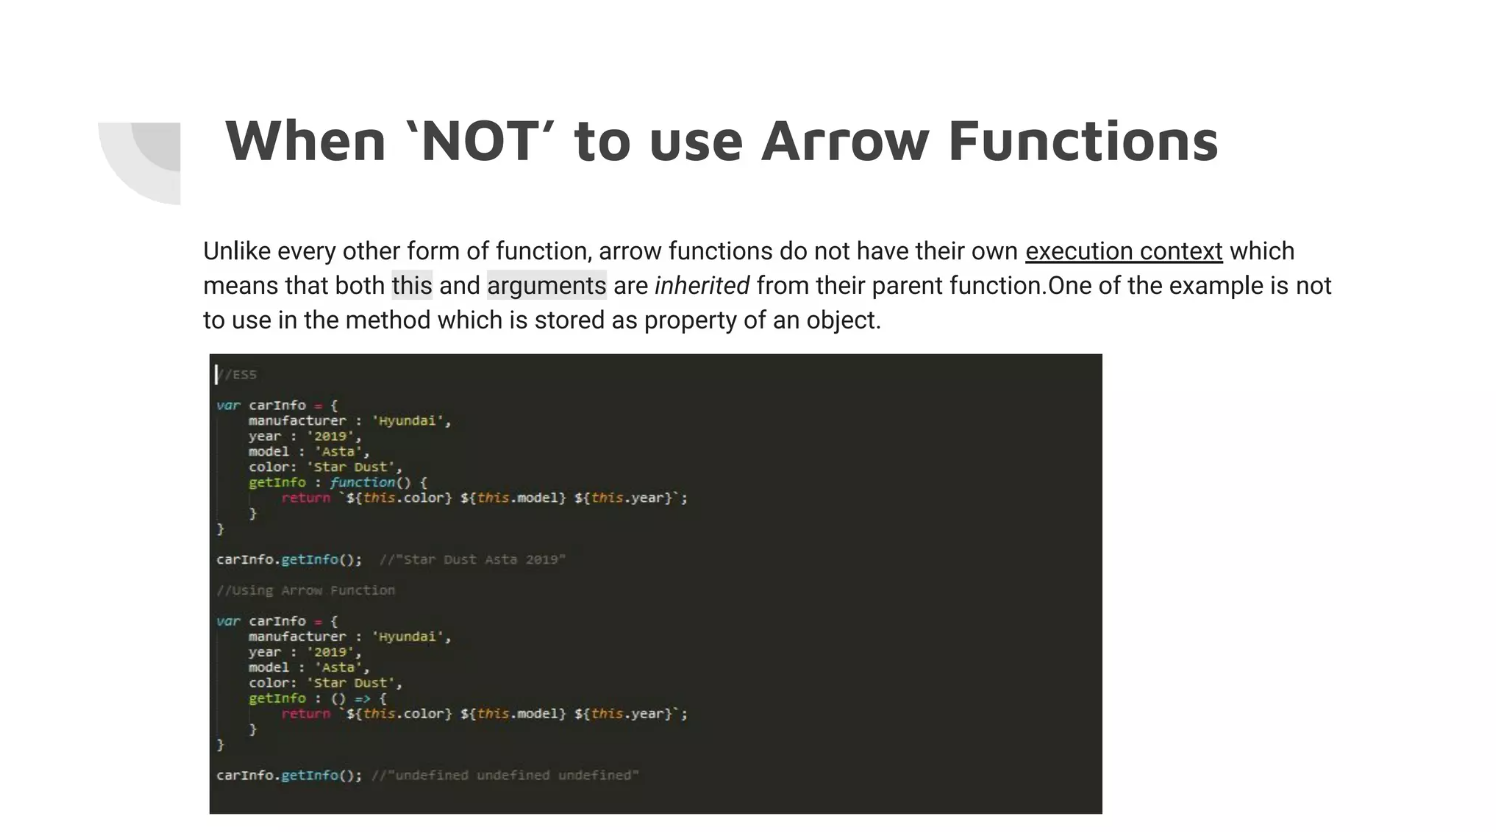 When ‘NOT’ to use Arrow Functions
Unlike every other form of function, arrow functions do not have their own execution context which
means that both this and arguments are inherited from their parent function.One of the example is not
to use in the method which is stored as property of an object.
//ES5
var carInfo = {
manufacturer : 'Hyundai',
year : '2019',
model : 'Asta',
color: 'Star Dust',
getInfo : function() {
return `${this.color} ${this.model} ${this.year}`;
}
}
carInfo.getInfo(); //"Star Dust Asta 2019"
//Using Arrow Function
var carInfo = {
manufacturer : 'Hyundai',
year : '2019',
model : 'Asta',
color: 'Star Dust',
getInfo : () => {
return `${this.color} ${this.model} ${this.year}`;
}
}
carInfo.getInfo(); //"undefined undefined undefined"